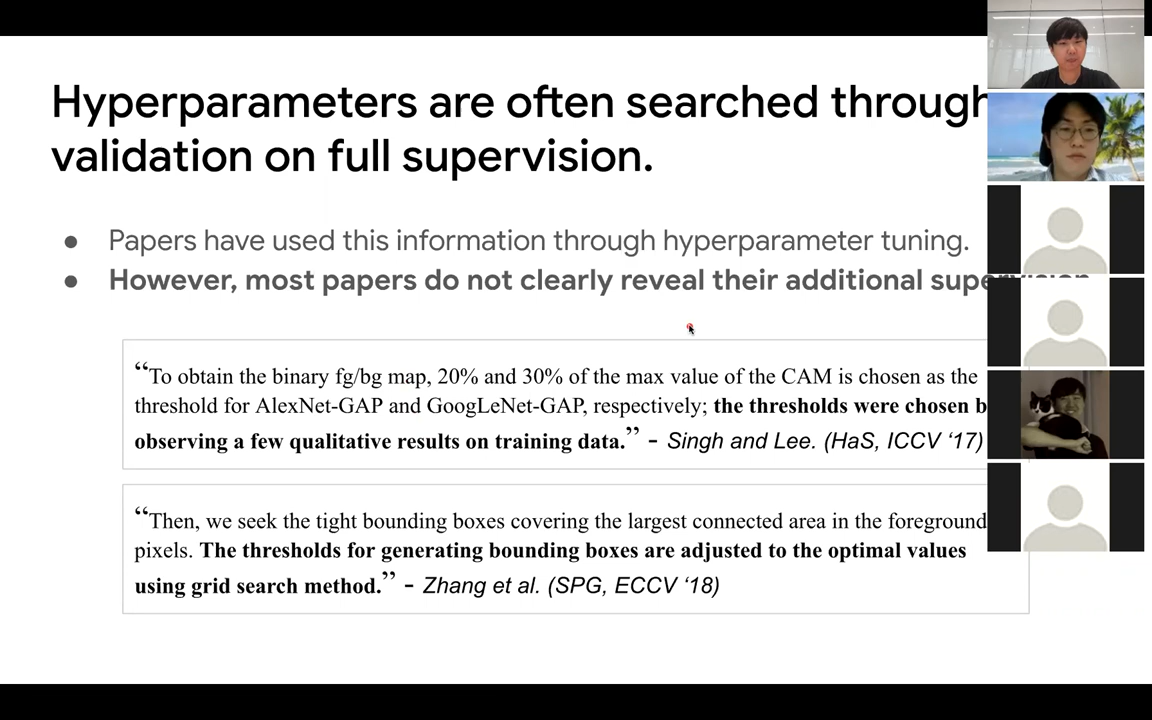 Hyperparameters are often searched through
validation on full supervision.
● Papers have used this information through hyperparameter tuning.
● However, most papers do not clearly reveal their additional supervision
“To obtain the binary fg/bg map, 20% and 30% of the max value of the CAM is chosen as the
threshold for AlexNet-GAP and GoogLeNet-GAP, respectively; the thresholds were chosen b
observing a few qualitative results on training data.” - Singh and Lee. (HaS, ICCV ‘17)
“Then, we seek the tight bounding boxes covering the largest connected area in the foreground
pixels. The thresholds for generating bounding boxes are adjusted to the optimal values
using grid search method.” - Zhang et al. (SPG, ECCV ‘18)